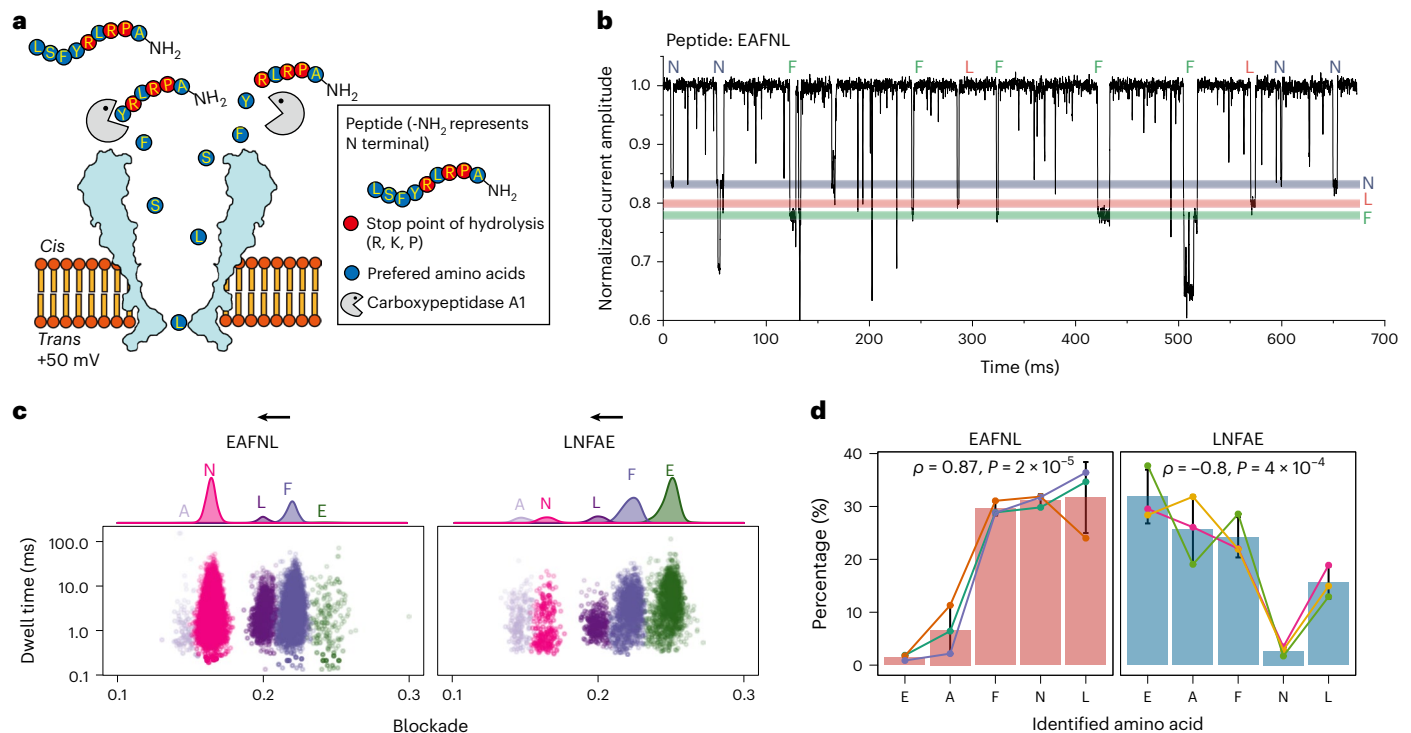 a
L S F Y R L R P A NH2
Y R L R P A NH2
R L R P A NH2
Y
F
F
S
S
L
L
Cis
Trans
+50 mV
Peptide (-NH2 represents
N terminal)
L S F Y R L R P A NH2
Stop point of hydrolysis
(R, K, P)
Prefered amino acids
Carboxypeptidase A1
b
Peptide: EAFNL
N N F F L F F F L N N
Normalized current amplitude
1.0
0.9
0.8
0.7
0.6
N
L
F
0 100 200 300 400 500 600 700
Time (ms)
c
EAFNL
A N L F E
LNFAE
A N L F E
Dwell time (ms)
100.0
10.0
1.0
0.1
0.1 0.2 0.3
0.1 0.2 0.3
Blockade
d
EAFNL
LNFAE
ρ = 0.87, P = 2 × 10⁻⁵
ρ = −0.8, P = 4 × 10⁻⁴
Percentage (%)
40
30
20
10
0
E A F N L
E A F N L
Identified amino acid